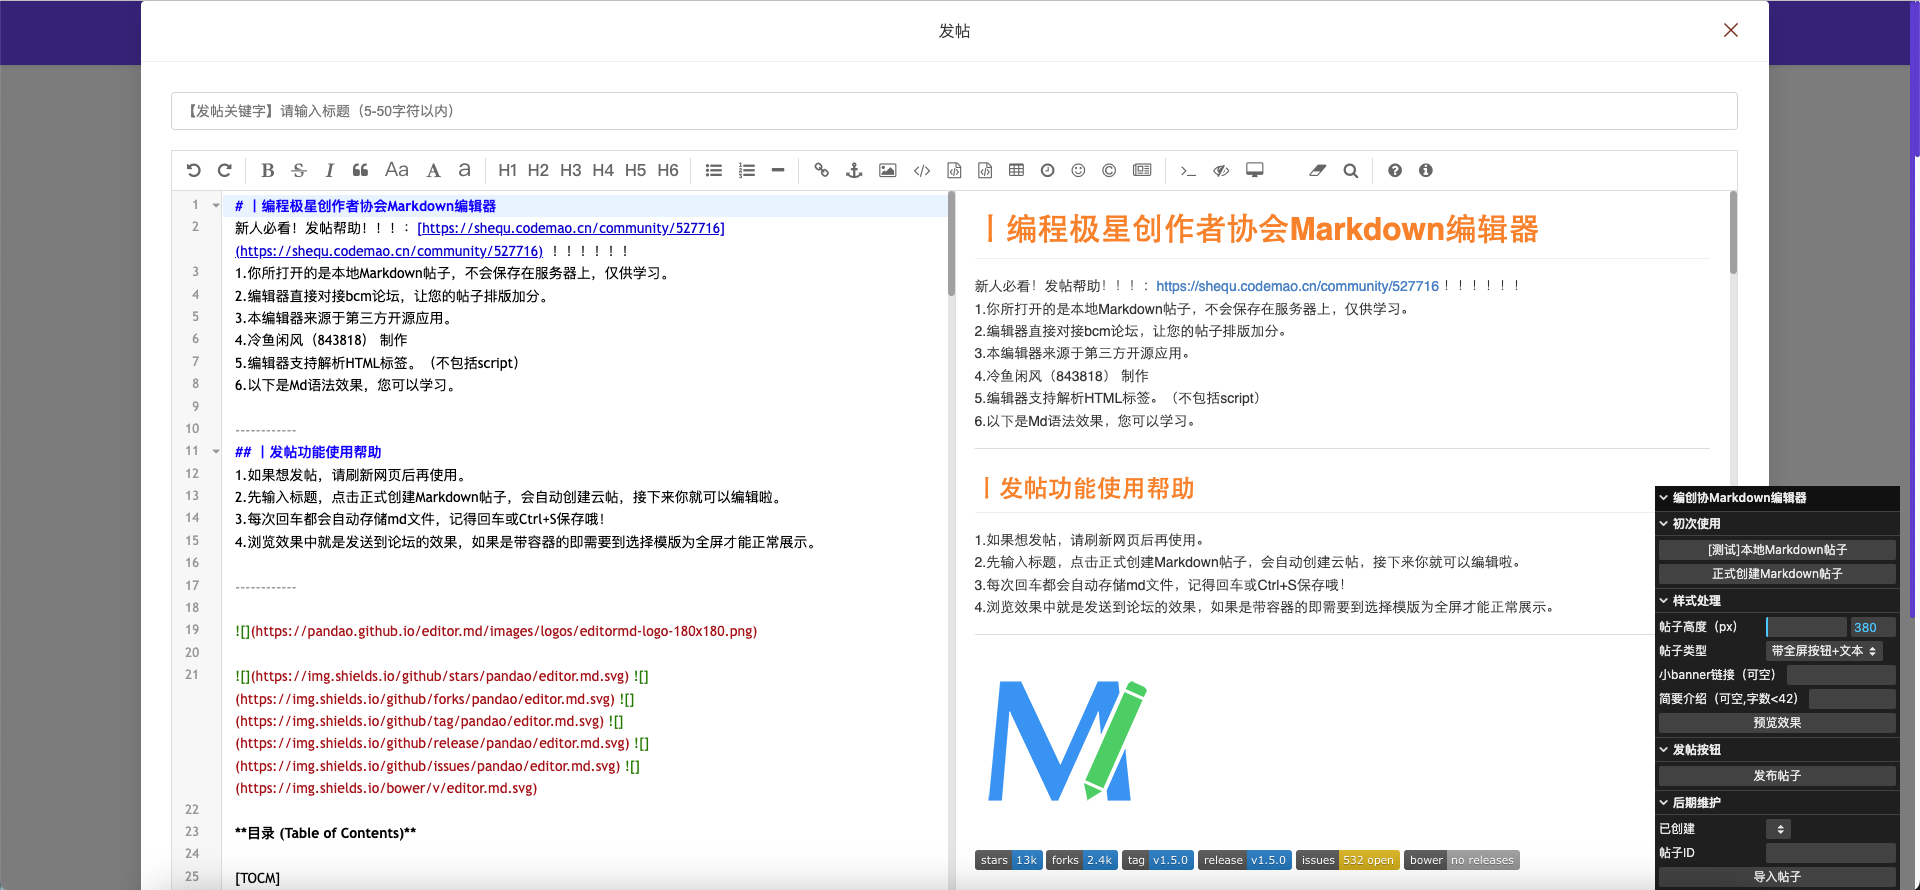 发帖
【发帖关键字】请输入标题（5-50字符以内）
B S I Aa A a H1 H2 H3 H4 H5 H6
1 # 丨编程极星创作者协会Markdown编辑器
2 新人必看！发帖帮助！！！：[https://shequ.codemao.cn/community/527716]
(https://shequ.codemao.cn/community/527716) ！！！！！！
3 1.你所打开的是本地Markdown帖子，不会保存在服务器上，仅供学习。
4 2.编辑器直接对接bcm论坛，让您的帖子排版加分。
5 3.本编辑器来源于第三方开源应用。
6 4.冷鱼闲风（843818） 制作
7 5.编辑器支持解析HTML标签。（不包括script）
8 6.以下是Md语法效果，您可以学习。
9
10 ------------
11 ## 丨发帖功能使用帮助
12 1.如果想发帖，请刷新网页后再使用。
13 2.先输入标题，点击正式创建Markdown帖子，会自动创建云帖，接下来你就可以编辑啦。
14 3.每次回车都会自动存储md文件，记得回车或Ctrl+S保存哦！
15 4.浏览效果中就是发送到论坛的效果，如果是带容器的即需要到选择模版为全屏才能正常展示。
16
17 ------------
18
19 ![](https://pandao.github.io/editor.md/images/logos/editormd-logo-180x180.png)
20
21 ![](https://img.shields.io/github/stars/pandao/editor.md.svg) ![]
(https://img.shields.io/github/forks/pandao/editor.md.svg) ![]
(https://img.shields.io/github/tag/pandao/editor.md.svg) ![]
(https://img.shields.io/github/release/pandao/editor.md.svg) ![]
(https://img.shields.io/github/issues/pandao/editor.md.svg) ![]
(https://img.shields.io/bower/v/editor.md.svg)
22
23 **目录 (Table of Contents)**
24
25 [TOCM]
丨编程极星创作者协会Markdown编辑器
新人必看！发帖帮助！！！：https://shequ.codemao.cn/community/527716 ！！！！！！
1.你所打开的是本地Markdown帖子，不会保存在服务器上，仅供学习。
2.编辑器直接对接bcm论坛，让您的帖子排版加分。
3.本编辑器来源于第三方开源应用。
4.冷鱼闲风（843818） 制作
5.编辑器支持解析HTML标签。（不包括script）
6.以下是Md语法效果，您可以学习。
丨发帖功能使用帮助
1.如果想发帖，请刷新网页后再使用。
2.先输入标题，点击正式创建Markdown帖子，会自动创建云帖，接下来你就可以编辑啦。
3.每次回车都会自动存储md文件，记得回车或Ctrl+S保存哦！
4.浏览效果中就是发送到论坛的效果，如果是带容器的即需要到选择模版为全屏才能正常展示。
stars 13k forks 2.4k tag v1.5.0 release v1.5.0 issues 532 open bower no releases
编创协Markdown编辑器
初次使用
[测试]本地Markdown帖子
正式创建Markdown帖子
样式处理
帖子高度（px） 380
帖子类型 带全屏按钮+文本
小banner链接（可空）
简要介绍（可空,字数<42）
预览效果
发帖按钮
发布帖子
后期维护
已创建
帖子ID
导入帖子